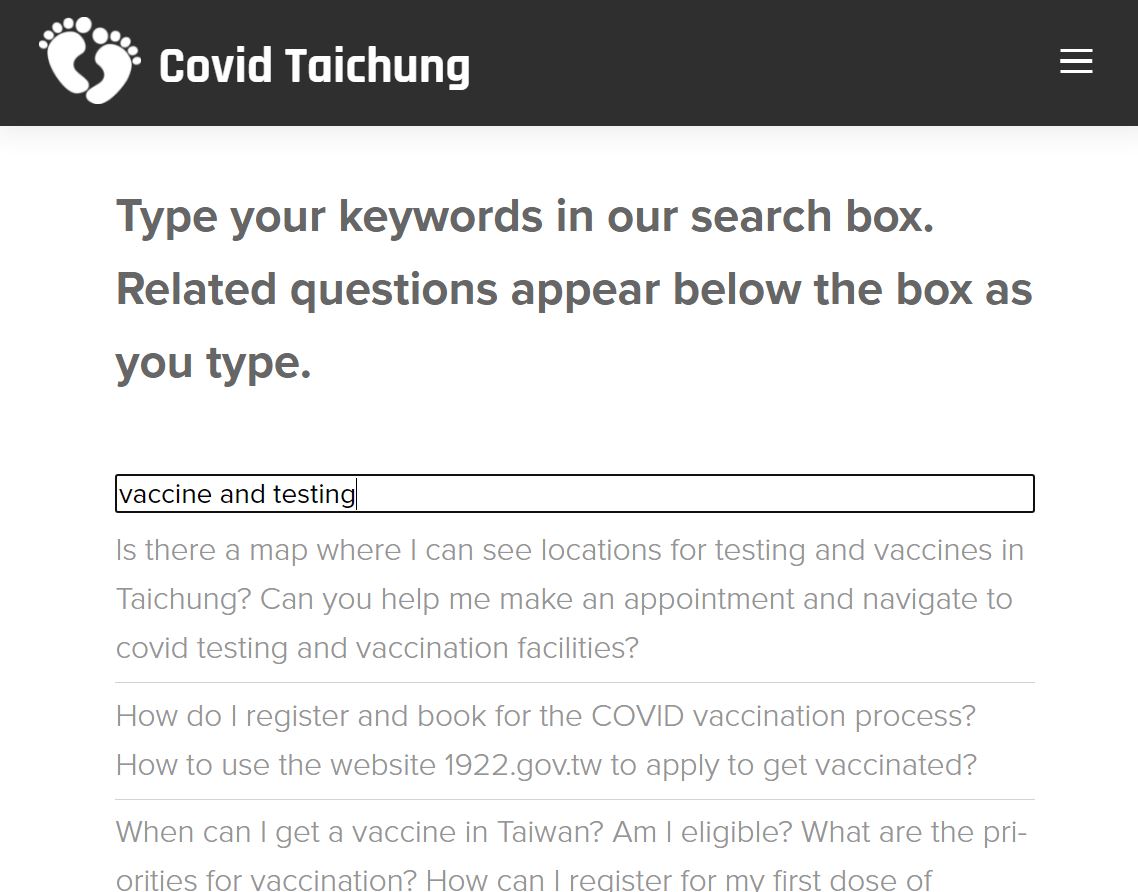 Covid Taichung
Type your keywords in our search box.
Related questions appear below the box as
you type.
vaccine and testing
Is there a map where I can see locations for testing and vaccines in
Taichung? Can you help me make an appointment and navigate to
covid testing and vaccination facilities?
How do I register and book for the COVID vaccination process?
How to use the website 1922.gov.tw to apply to get vaccinated?
When can I get a vaccine in Taiwan? Am I eligible? What are the pri-
orities for vaccination? How can I register for my first dose of